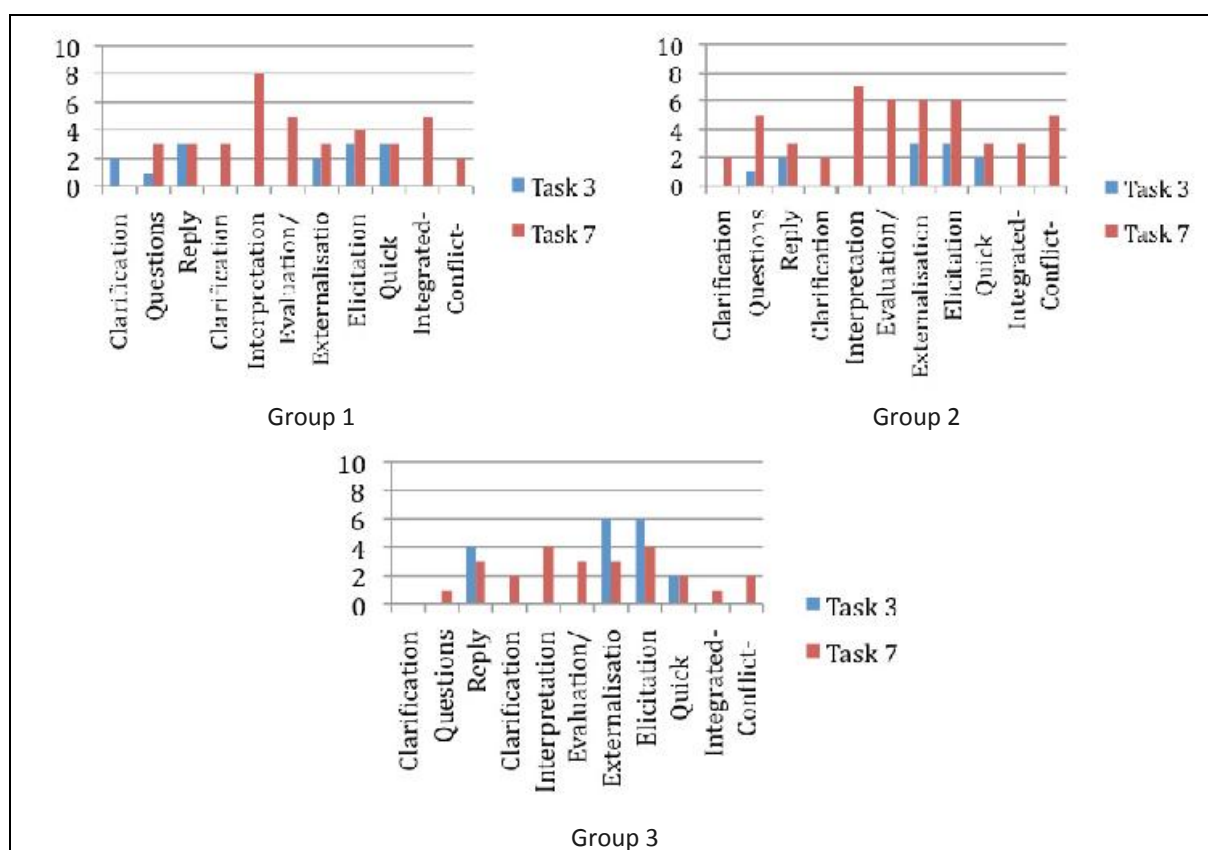 10
8
6
4
2
0
Clarification
Questions
Reply
Clarification
Interpretation
Evaluation/
Externalisatio
Elicitation
Quick
Integrated-
Conflict-
Task 3
Task 7
Group 1
10
8
6
4
2
0
Clarification
Questions
Reply
Clarification
Interpretation
Evaluation/
Externalisation
Elicitation
Quick
Integrated-
Conflict-
Task 3
Task 7
Group 2
10
8
6
4
2
0
Clarification
Questions
Reply
Clarification
Interpretation
Evaluation/
Externalisatio
Elicitation
Quick
Integrated-
Conflict-
Task 3
Task 7
Group 3